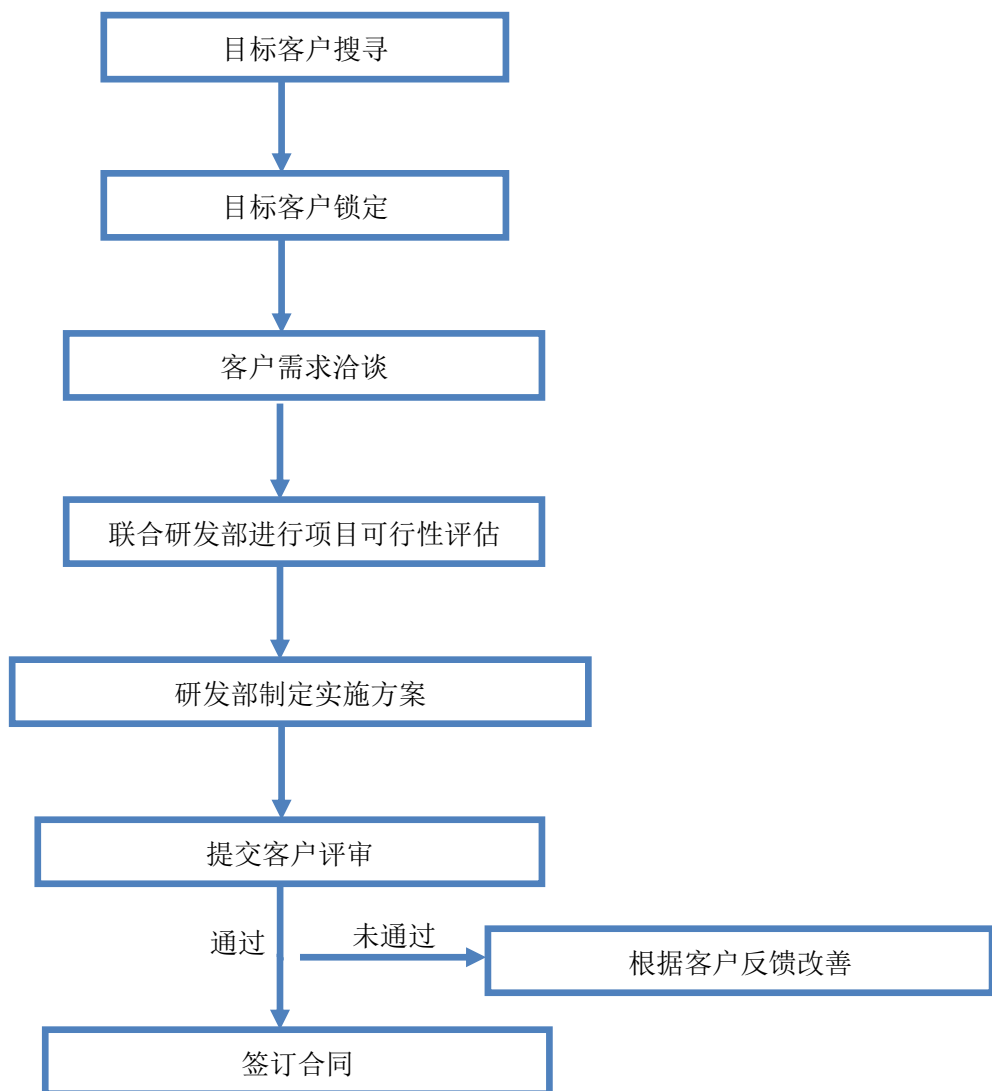 目标客户搜寻
目标客户锁定
客户需求洽谈
联合研发部进行项目可行性评估
研发部制定实施方案
提交客户评审
通过
未通过
根据客户反馈改善
签订合同